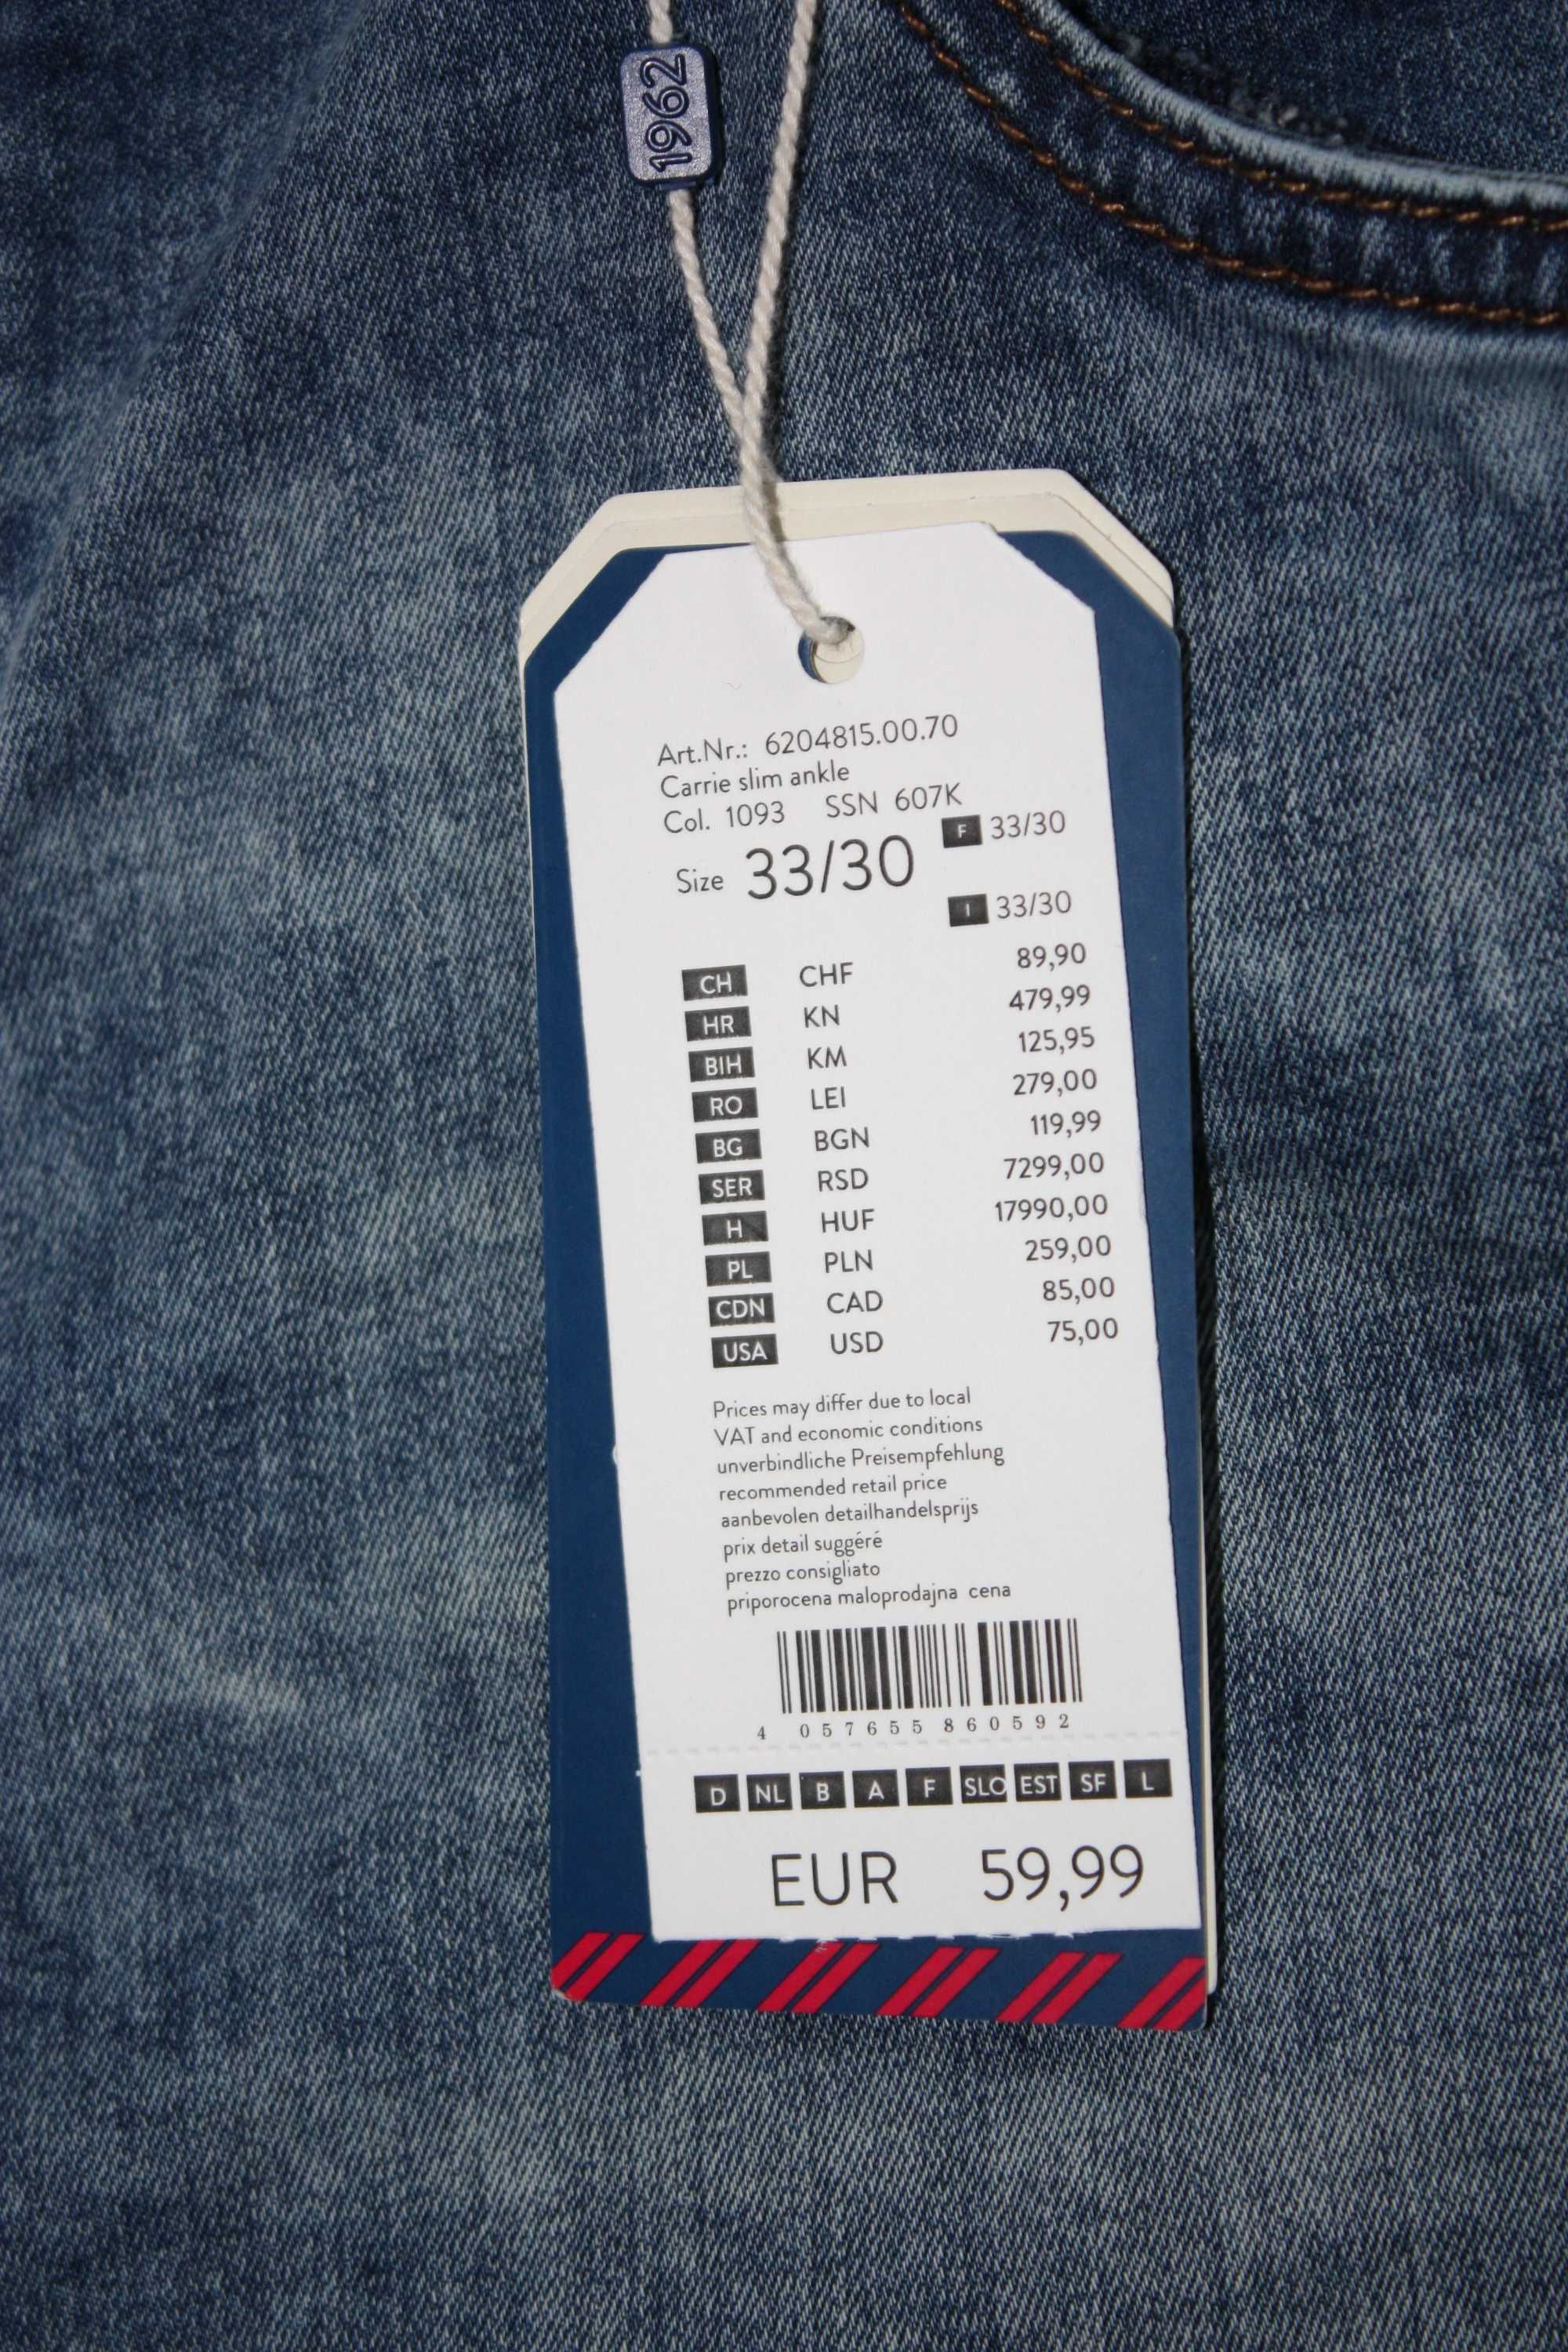 1962
Art.Nr.: 6204815.00.70
Carrie slim ankle
Col. 1093 SSN 607K
F 33/30
Size 33/30
I 33/30
CH CHF 89,90
HR KN 479,99
BIH KM 125,95
RO LEI 279,00
BG BGN 119,99
SER RSD 7299,00
H HUF 17990,00
PL PLN 259,00
CDN CAD 85,00
USA USD 75,00
Prices may differ due to local
VAT and economic conditions
unverbindliche Preisempfehlung
recommended retail price
aanbevolen detailhandelsprijs
prix detail suggéré
prezzo consigliato
priporocena maloprodajna cena
4 057655 860592
D NL B A F SLO EST SF L
EUR 59,99